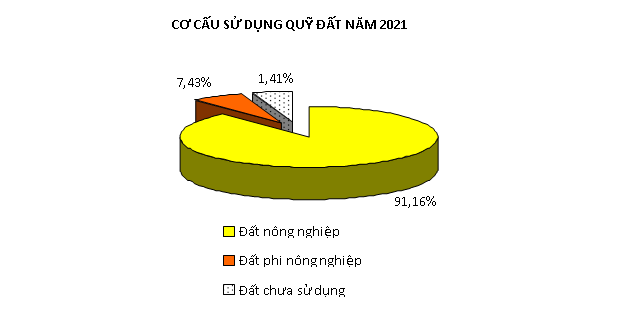 CƠ CẤU SỬ DỤNG QUỸ ĐẤT NĂM 2021
7,43%
1,41%
91,16%
Đất nông nghiệp
Đất phi nông nghiệp
Đất chưa sử dụng